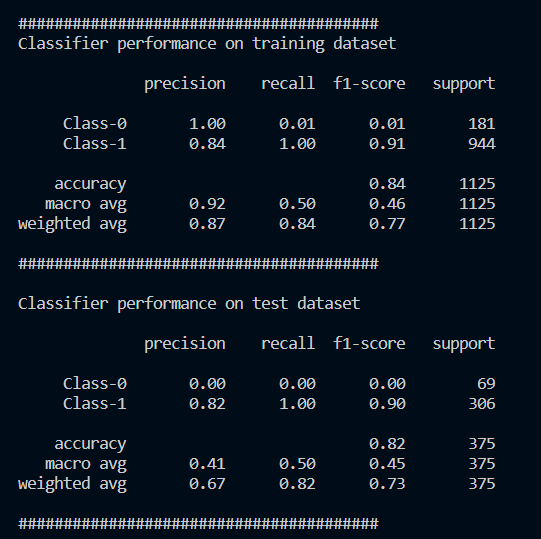 ########################################
Classifier performance on training dataset
precision recall f1-score support
Class-0 1.00 0.01 0.01 181
Class-1 0.84 1.00 0.91 944
accuracy 0.84 1125
macro avg 0.92 0.50 0.46 1125
weighted avg 0.87 0.84 0.77 1125
########################################
Classifier performance on test dataset
precision recall f1-score support
Class-0 0.00 0.00 0.00 69
Class-1 0.82 1.00 0.90 306
accuracy 0.82 375
macro avg 0.41 0.50 0.45 375
weighted avg 0.67 0.82 0.73 375
########################################